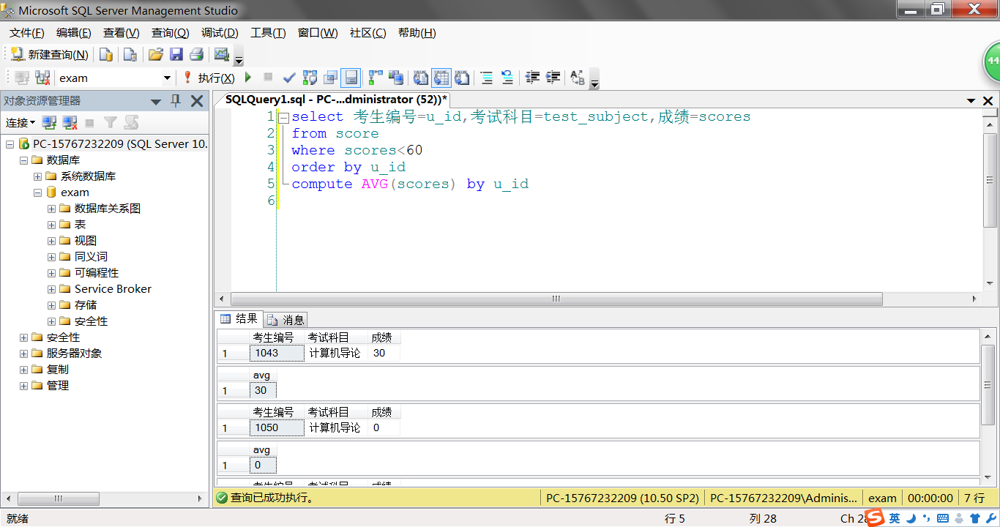 Microsoft SQL Server Management Studio
文件(F) 编辑(E) 查看(V) 查询(Q) 调试(D) 工具(T) 窗口(W) 社区(C) 帮助(H)
新建查询(N)
exam 执行(X)
44
对象资源管理器
连接
PC-15767232209 (SQL Server 10.
数据库
系统数据库
exam
数据库关系图
表
视图
同义词
可编程性
Service Broker
存储
安全性
安全性
服务器对象
复制
管理
SQLQuery1.sql - PC-...dministrator (52))*
1 select 考生编号=u_id,考试科目=test_subject,成绩=scores
2 from score
3 where scores<60
4 order by u_id
5 compute AVG(scores) by u_id
6
结果 消息
考生编号 考试科目 成绩
1 1043 计算机导论 30
avg
1 30
考生编号 考试科目 成绩
1 1050 计算机导论 0
avg
1 0
考生编号 考试科目 成绩
查询已成功执行。 PC-15767232209 (10.50 SP2) PC-15767232209\Adminis... exam 00:00:00 7 行
就绪 行 5 列 28 Ch 28 英